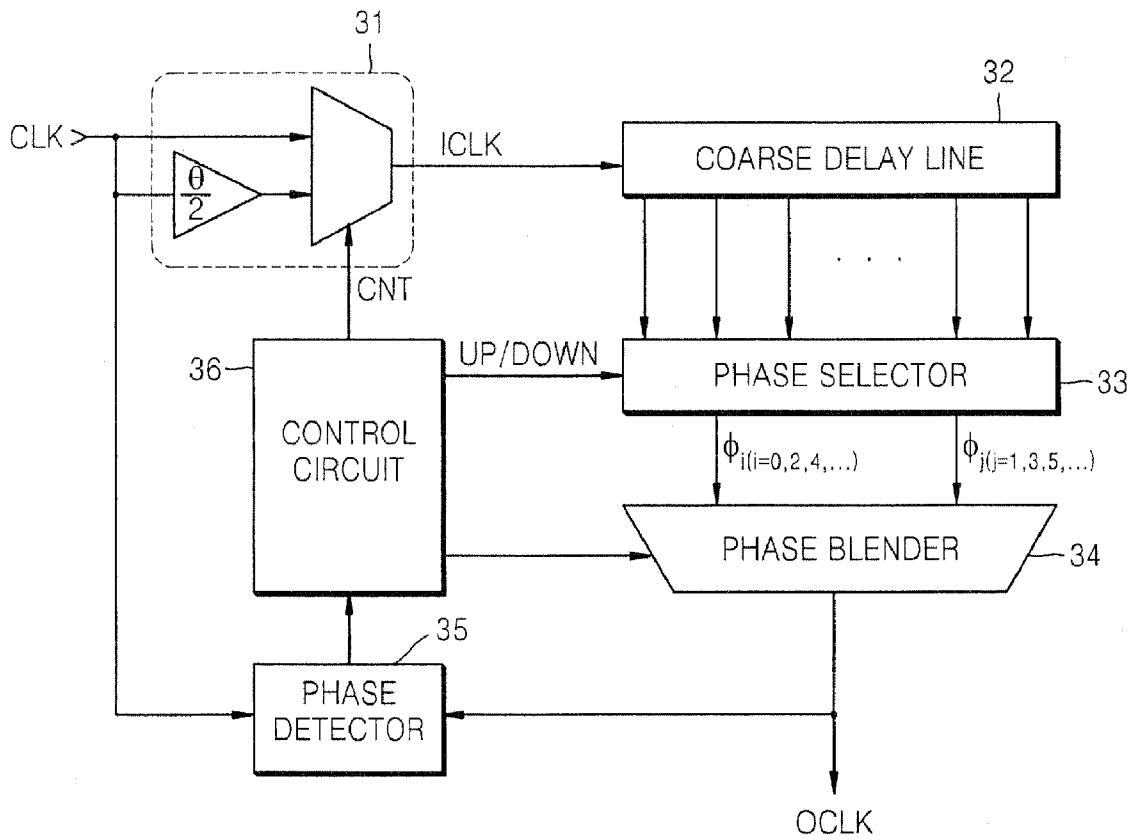 31
CLK
θ
2
ICLK
32
COARSE DELAY LINE
. . .
CNT
36
CONTROL
CIRCUIT
UP/DOWN
PHASE SELECTOR
33
ϕi(i=0,2,4,...)
ϕj(j=1,3,5,...)
PHASE BLENDER
34
35
PHASE
DETECTOR
OCLK